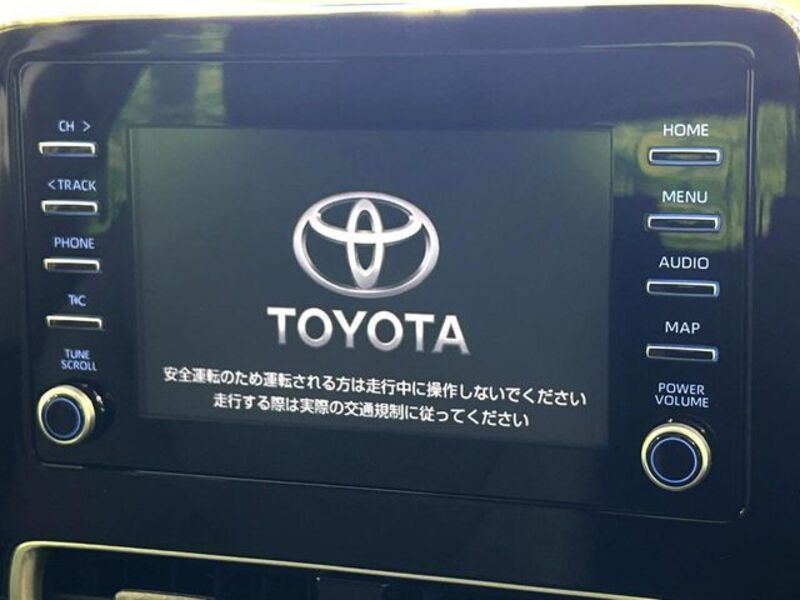 CH >
< TRACK
PHONE
T*C
TUNE
SCROLL
HOME
MENU
AUDIO
MAP
POWER
VOLUME
TOYOTA
安全運転のため運転される方は走行中に操作しないでください
走行する際は実際の交通規制に従ってください